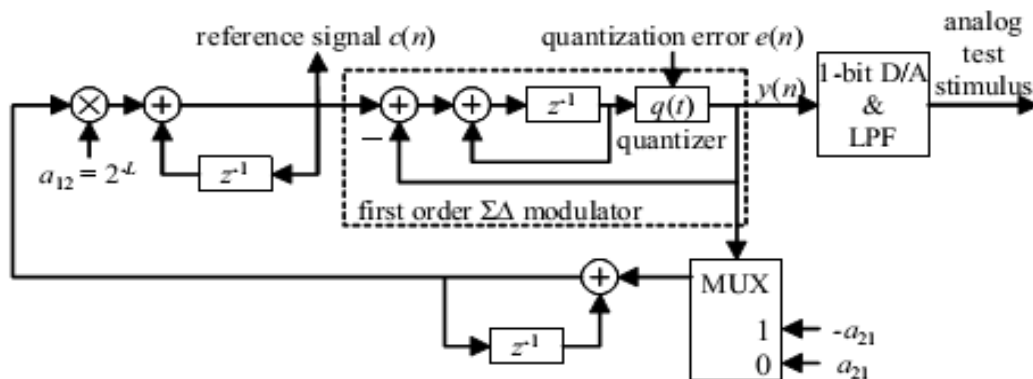 reference signal c(n)
quantization error e(n)
analog
test
stimulus
y(n)
1-bit D/A
&
LPF
×
+
+
+
z⁻¹
q(t)
−
quantizer
a₁₂ = 2⁻ᴸ
z⁻¹
first order ΣΔ modulator
+
MUX
1
-a₂₁
z⁻¹
0
a₂₁